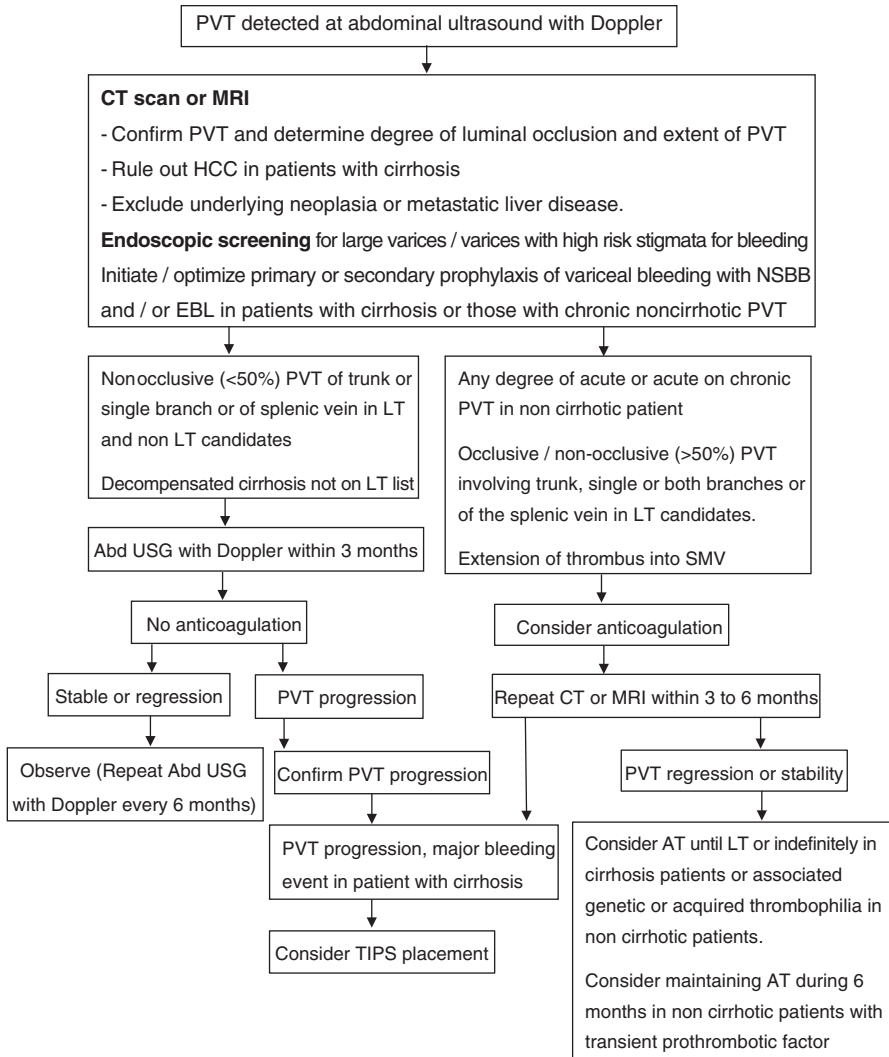 PVT detected at abdominal ultrasound with Doppler
CT scan or MRI
- Confirm PVT and determine degree of luminal occlusion and extent of PVT
- Rule out HCC in patients with cirrhosis
- Exclude underlying neoplasia or metastatic liver disease.
Endoscopic screening for large varices / varices with high risk stigmata for bleeding
Initiate / optimize primary or secondary prophylaxis of variceal bleeding with NSBB
and / or EBL in patients with cirrhosis or those with chronic noncirrhotic PVT
Nonocclusive (<50%) PVT of trunk or
single branch or of splenic vein in LT
and non LT candidates
Decompensated cirrhosis not on LT list
Any degree of acute or acute on chronic
PVT in non cirrhotic patient
Occlusive / non-occlusive (>50%) PVT
involving trunk, single or both branches or
of the splenic vein in LT candidates.
Extension of thrombus into SMV
Abd USG with Doppler within 3 months
No anticoagulation
Consider anticoagulation
Stable or regression
PVT progression
Repeat CT or MRI within 3 to 6 months
Observe (Repeat Abd USG
with Doppler every 6 months)
Confirm PVT progression
PVT regression or stability
PVT progression, major bleeding
event in patient with cirrhosis
Consider TIPS placement
Consider AT until LT or indefinitely in
cirrhosis patients or associated
genetic or acquired thrombophilia in
non cirrhotic patients.
Consider maintaining AT during 6
months in non cirrhotic patients with
transient prothrombotic factor